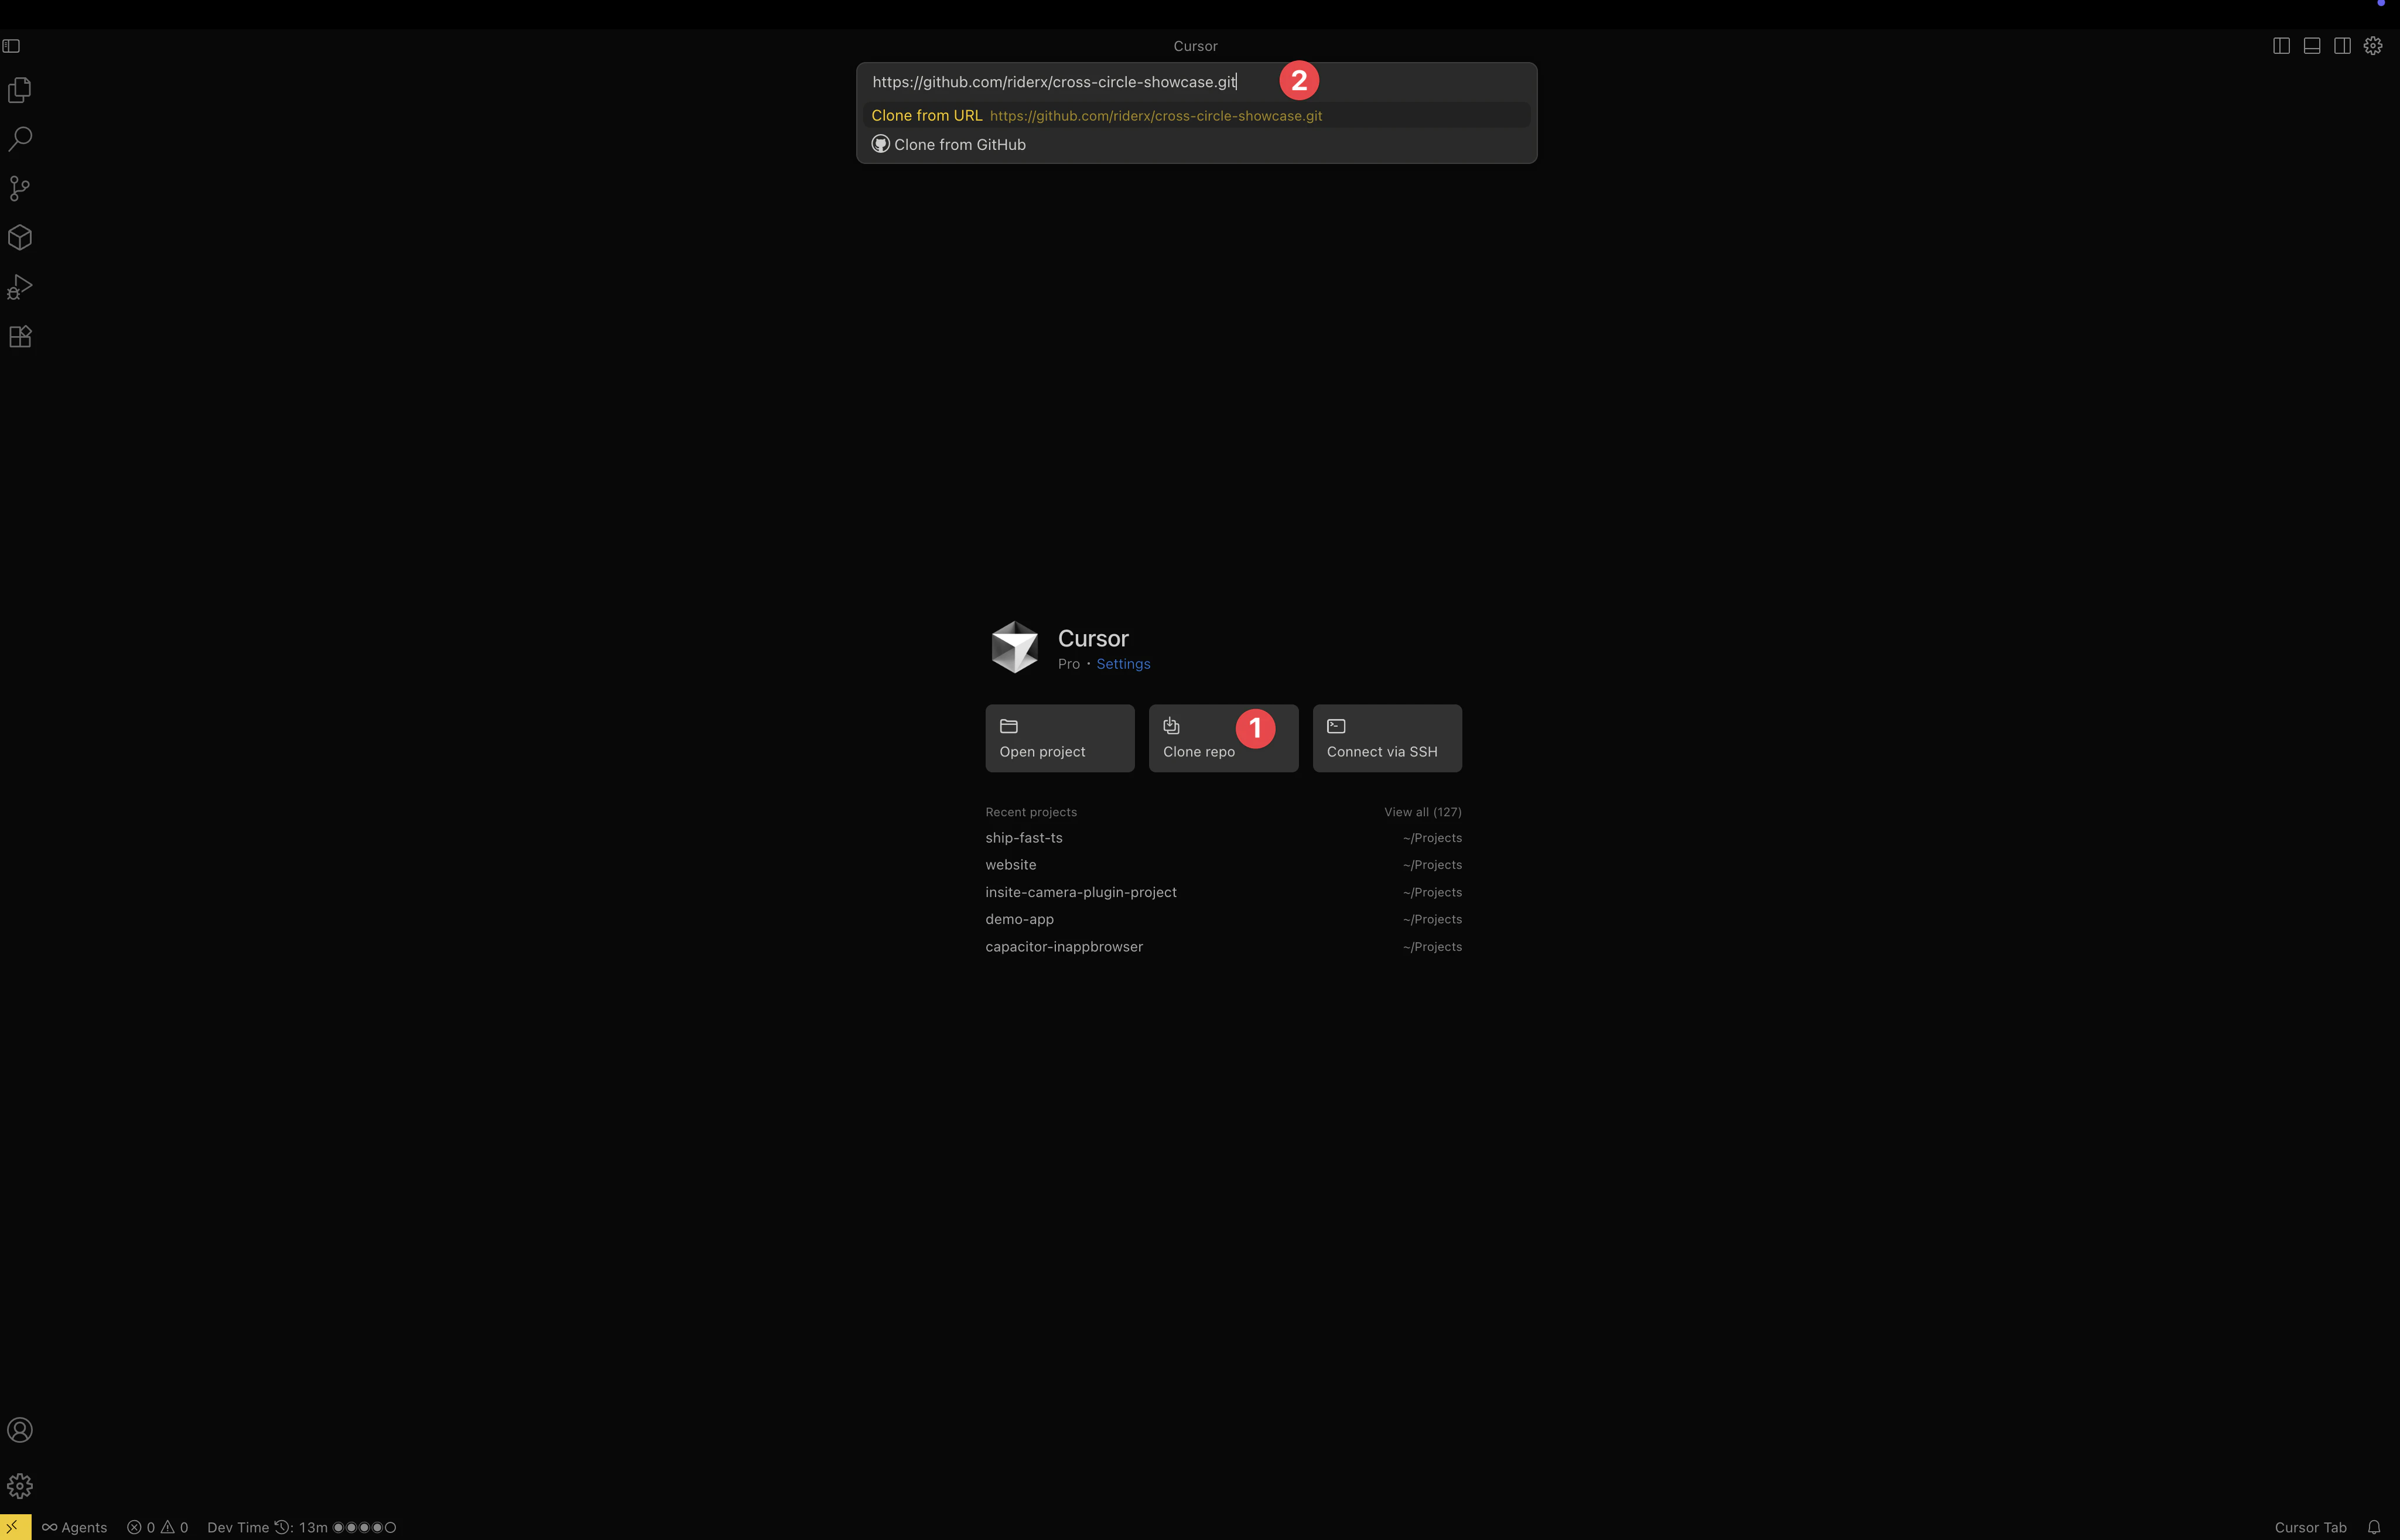 Cursor
https://github.com/riderx/cross-circle-showcase.git
2
Clone from URL https://github.com/riderx/cross-circle-showcase.git
Clone from GitHub
Cursor
Pro • Settings
1
Open project
Clone repo
Connect via SSH
Recent projects
View all (127)
ship-fast-ts ~/Projects
website ~/Projects
insite-camera-plugin-project ~/Projects
demo-app ~/Projects
capacitor-inappbrowser ~/Projects
Agents 0 0 Dev Time : 13m
Cursor Tab